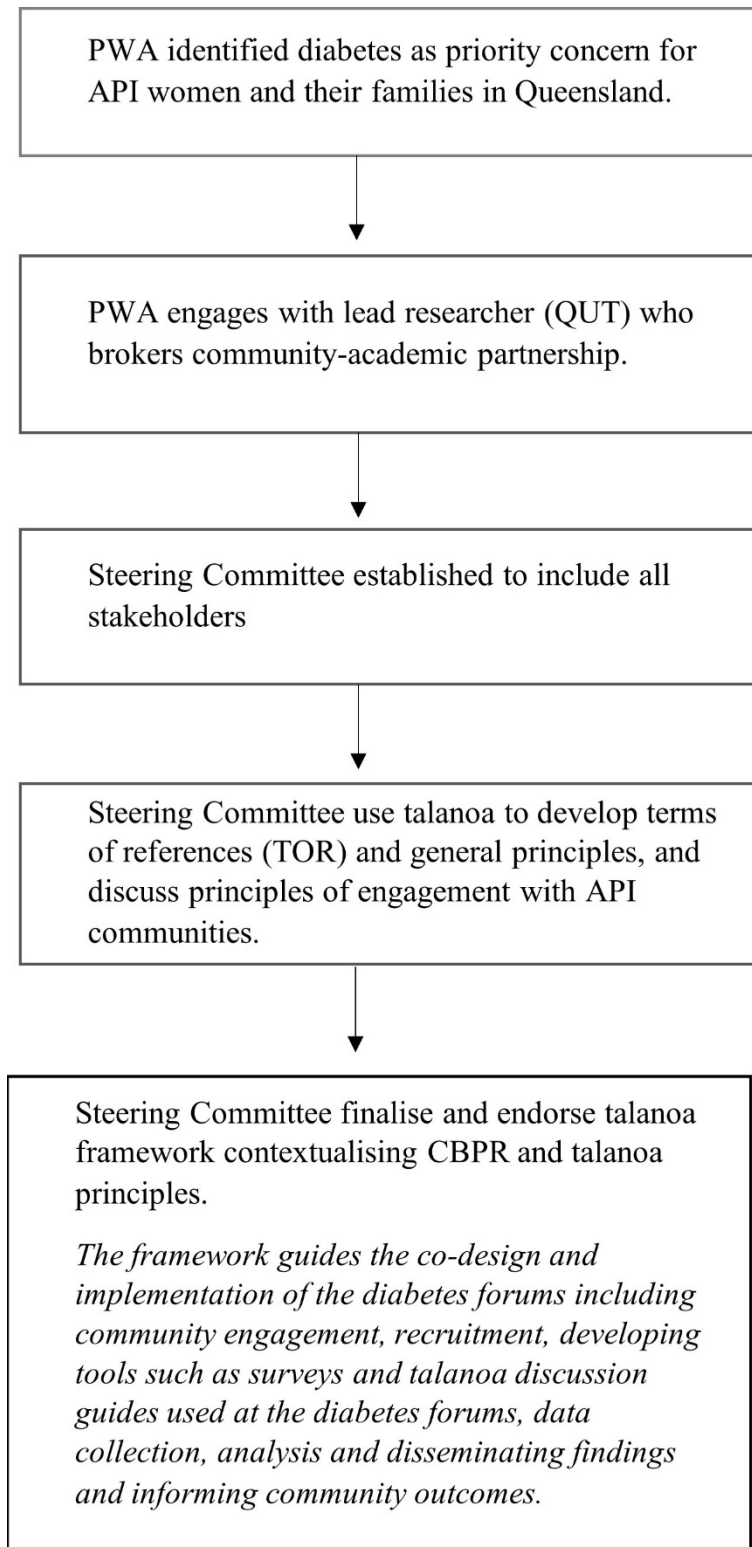 PWA identified diabetes as priority concern for
API women and their families in Queensland.
PWA engages with lead researcher (QUT) who
brokers community-academic partnership.
Steering Committee established to include all
stakeholders
Steering Committee use talanoa to develop terms
of references (TOR) and general principles, and
discuss principles of engagement with API
communities.
Steering Committee finalise and endorse talanoa
framework contextualising CBPR and talanoa
principles.
The framework guides the co-design and
implementation of the diabetes forums including
community engagement, recruitment, developing
tools such as surveys and talanoa discussion
guides used at the diabetes forums, data
collection, analysis and disseminating findings
and informing community outcomes.